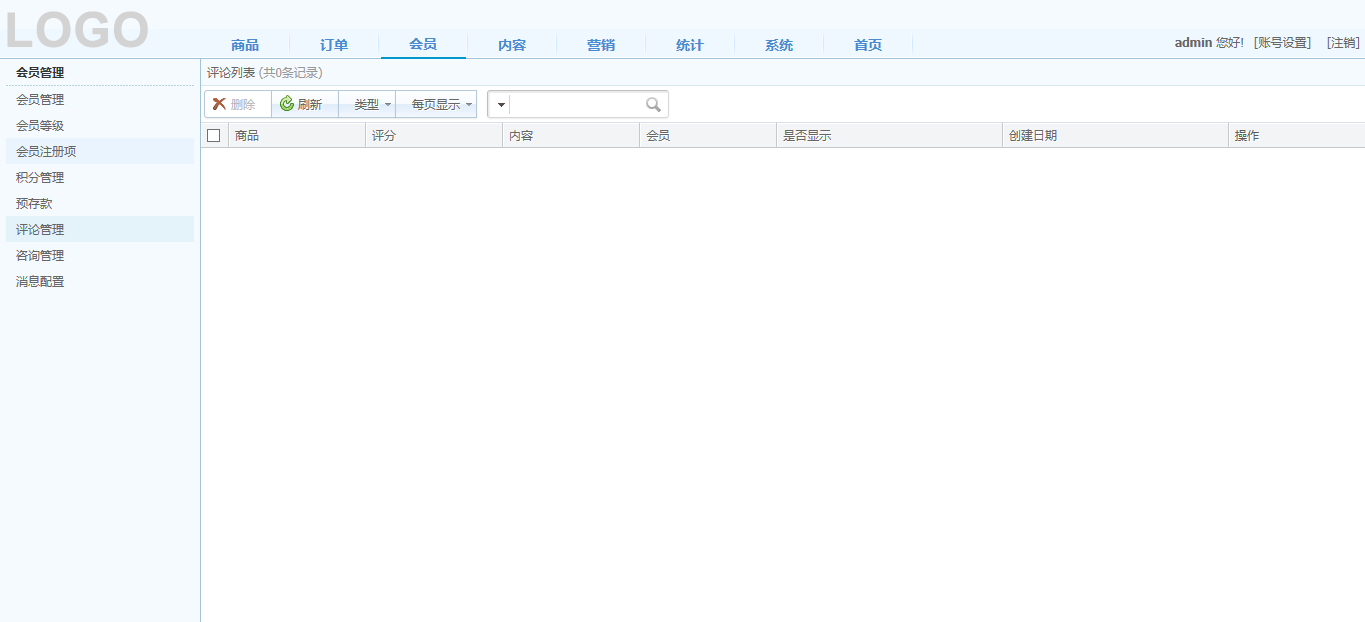 LOGO
商品 订单 会员 内容 营销 统计 系统 首页
admin 您好! [账号设置] [注销]
会员管理
会员管理
会员等级
会员注册项
积分管理
预存款
评论管理
咨询管理
消息配置
评论列表 (共0条记录)
删除 刷新 类型 每页显示
商品 评分 内容 会员 是否显示 创建日期 操作